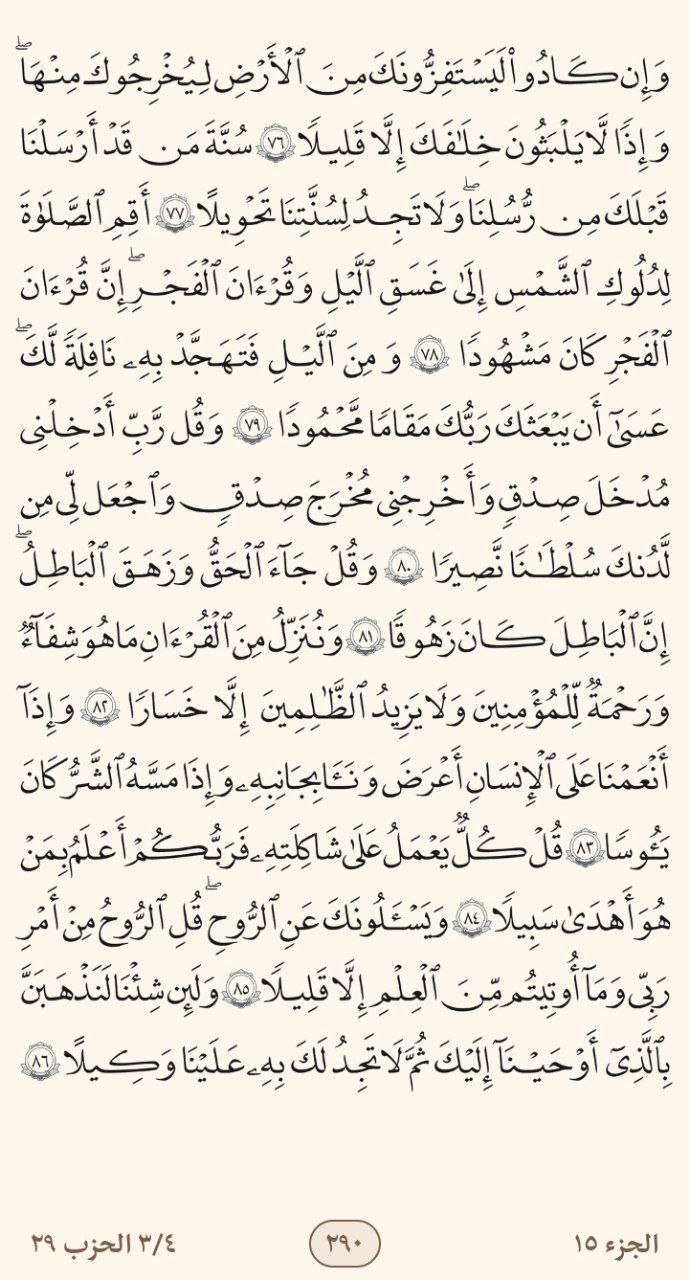 وَإِن كَادُوا۟ لَيَسْتَفِزُّونَكَ مِنَ ٱلْأَرْضِ لِيُخْرِجُوكَ مِنْهَا ۖ
وَإِذًا لَّا يَلْبَثُونَ خِلَـٰفَكَ إِلَّا قَلِيلًا ٧٦ سُنَّةَ مَن قَدْ أَرْسَلْنَا
قَبْلَكَ مِن رُّسُلِنَا ۖ وَلَا تَجِدُ لِسُنَّتِنَا تَحْوِيلًا ٧٧ أَقِمِ ٱلصَّلَوٰةَ
لِدُلُوكِ ٱلشَّمْسِ إِلَىٰ غَسَقِ ٱلَّيْلِ وَقُرْءَانَ ٱلْفَجْرِ ۖ إِنَّ قُرْءَانَ
ٱلْفَجْرِ كَانَ مَشْهُودًا ٧٨ وَمِنَ ٱلَّيْلِ فَتَهَجَّدْ بِهِۦ نَافِلَةً لَّكَ ۖ
عَسَىٰٓ أَن يَبْعَثَكَ رَبُّكَ مَقَامًا مَّحْمُودًا ٧٩ وَقُل رَّبِّ أَدْخِلْنِى
مُدْخَلَ صِدْقٍ وَأَخْرِجْنِى مُخْرَجَ صِدْقٍ وَٱجْعَل لِّى مِن
لَّدُنكَ سُلْطَـٰنًا نَّصِيرًا ٨٠ وَقُلْ جَآءَ ٱلْحَقُّ وَزَهَقَ ٱلْبَـٰطِلُ ۖ
إِنَّ ٱلْبَـٰطِلَ كَانَ زَهُوقًا ٨١ وَنُنَزِّلُ مِنَ ٱلْقُرْءَانِ مَا هُوَ شِفَآءٌ
وَرَحْمَةٌ لِّلْمُؤْمِنِينَ وَلَا يَزِيدُ ٱلظَّـٰلِمِينَ إِلَّا خَسَارًا ٨٢ وَإِذَآ
أَنْعَمْنَا عَلَى ٱلْإِنسَـٰنِ أَعْرَضَ وَنَـَٔا بِجَانِبِهِۦ وَإِذَا مَسَّهُ ٱلشَّرُّ كَانَ
يَـُٔوسًا ٨٣ قُلْ كُلٌّ يَعْمَلُ عَلَىٰ شَاكِلَتِهِۦ فَرَبُّكُمْ أَعْلَمُ بِمَنْ
هُوَ أَهْدَىٰ سَبِيلًا ٨٤ وَيَسْـَٔلُونَكَ عَنِ ٱلرُّوحِ ۖ قُلِ ٱلرُّوحُ مِنْ أَمْرِ
رَبِّى وَمَآ أُوتِيتُم مِّنَ ٱلْعِلْمِ إِلَّا قَلِيلًا ٨٥ وَلَئِن شِئْنَا لَنَذْهَبَنَّ
بِٱلَّذِىٓ أَوْحَيْنَآ إِلَيْكَ ثُمَّ لَا تَجِدُ لَكَ بِهِۦ عَلَيْنَا وَكِيلًا ٨٦
الجزء ١٥ ٢٩٠ ٣/٤ الحزب ٢٩